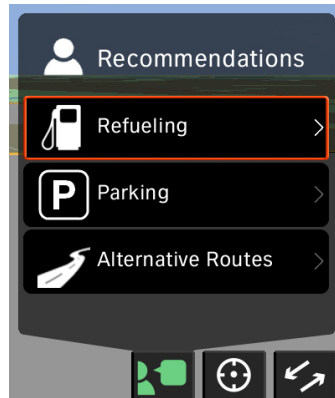 Recommendations
Refueling
P Parking
Alternative Routes